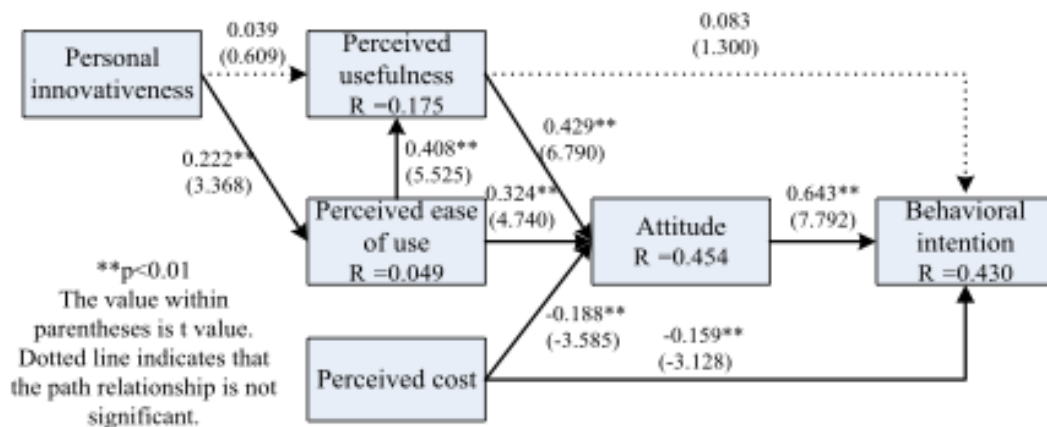 0.039
(0.609)
0.083
(1.300)
Personal
innovativeness
Perceived
usefulness
R =0.175
0.222**
(3.368)
0.408**
(5.525)
0.429**
(6.790)
0.324**
(4.740)
0.643**
(7.792)
Perceived ease
of use
R =0.049
Attitude
R =0.454
Behavioral
intention
R =0.430
**p<0.01
The value within
parentheses is t value.
Dotted line indicates that
the path relationship is not
significant.
-0.188**
(-3.585)
-0.159**
(-3.128)
Perceived cost